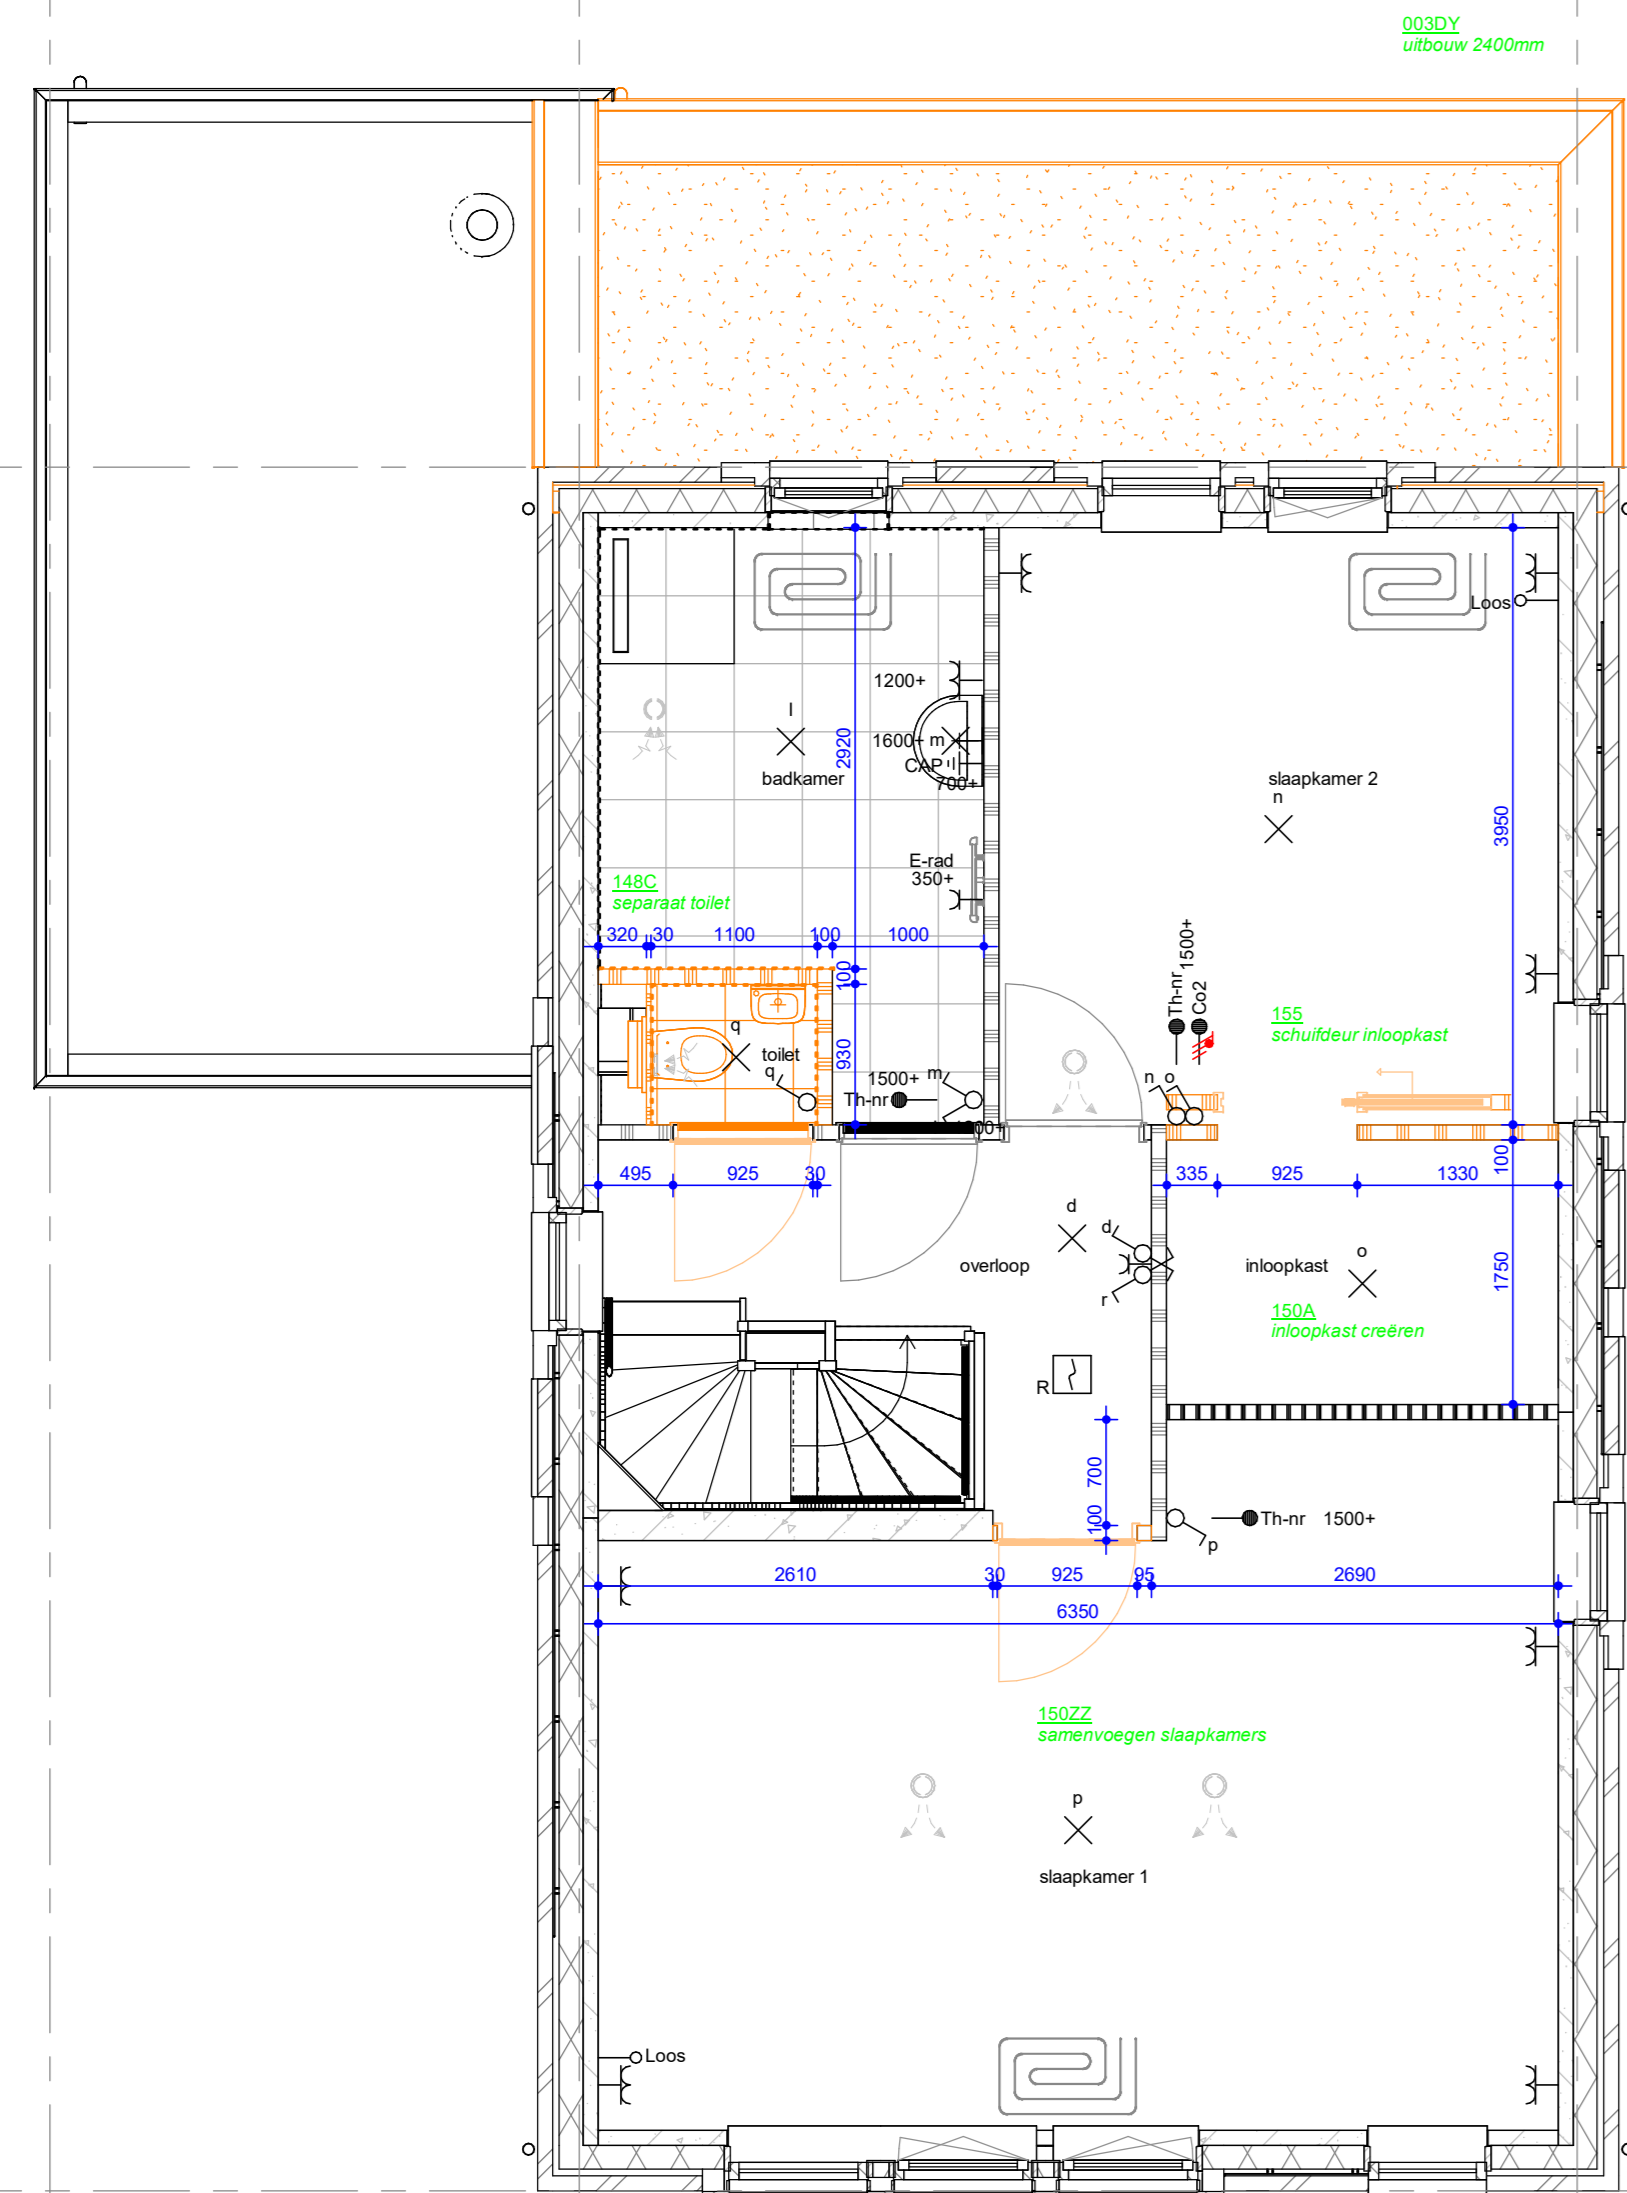 003DY
uitbouw 2400mm
Loos
1200+
l
1600+ m
CAP
700+
badkamer
2920
slaapkamer 2
n
3950
E-rad
350+
148C
separaat toilet
320
30
1100
100
1000
100
Th-nr
Co2
1500+
155
schuifdeur inloopkast
q
toilet
q
930
1500+
m
Th-nr
n
o
495
925
30
335
925
1330
100
d
d
overloop
r
inloopkast
o
1750
150A
inloopkast creëren
R
700
100
Th-nr
1500+
p
2610
30
925
95
2690
6350
150ZZ
samenvoegen slaapkamers
p
slaapkamer 1
Loos